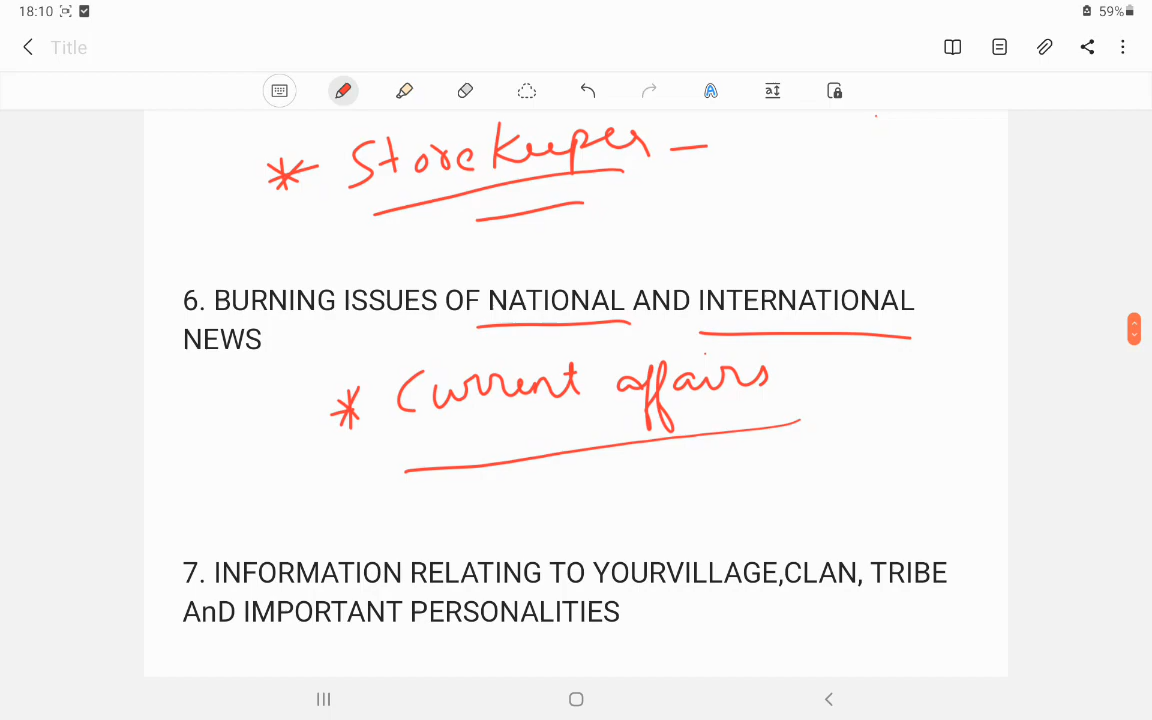 18:10
59%
Title
* Storekeeper -
6. BURNING ISSUES OF NATIONAL AND INTERNATIONAL
NEWS
* Current affairs
7. INFORMATION RELATING TO YOURVILLAGE,CLAN, TRIBE
AnD IMPORTANT PERSONALITIES